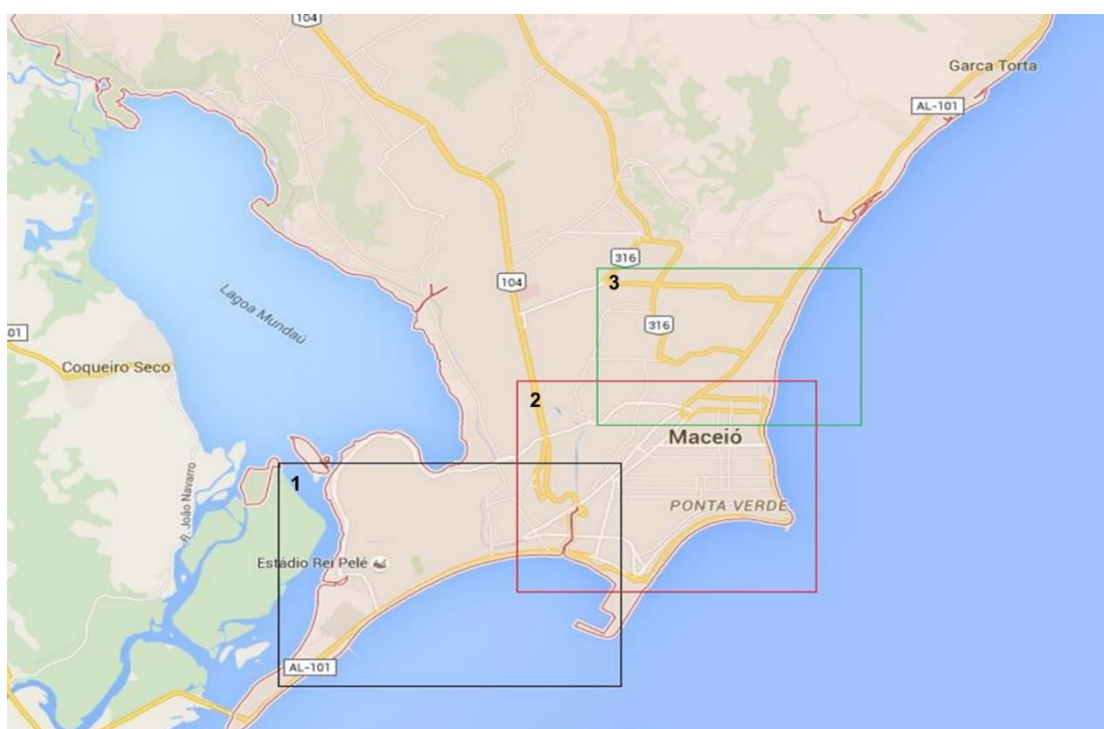 104
Garca Torta
AL-101
316
104
3
Lagoa Mundaú
316
01
Coqueiro Seco
2
Maceió
1
R. João Navarro
PONTA VERDE
Estádio Rei Pelé
AL-101